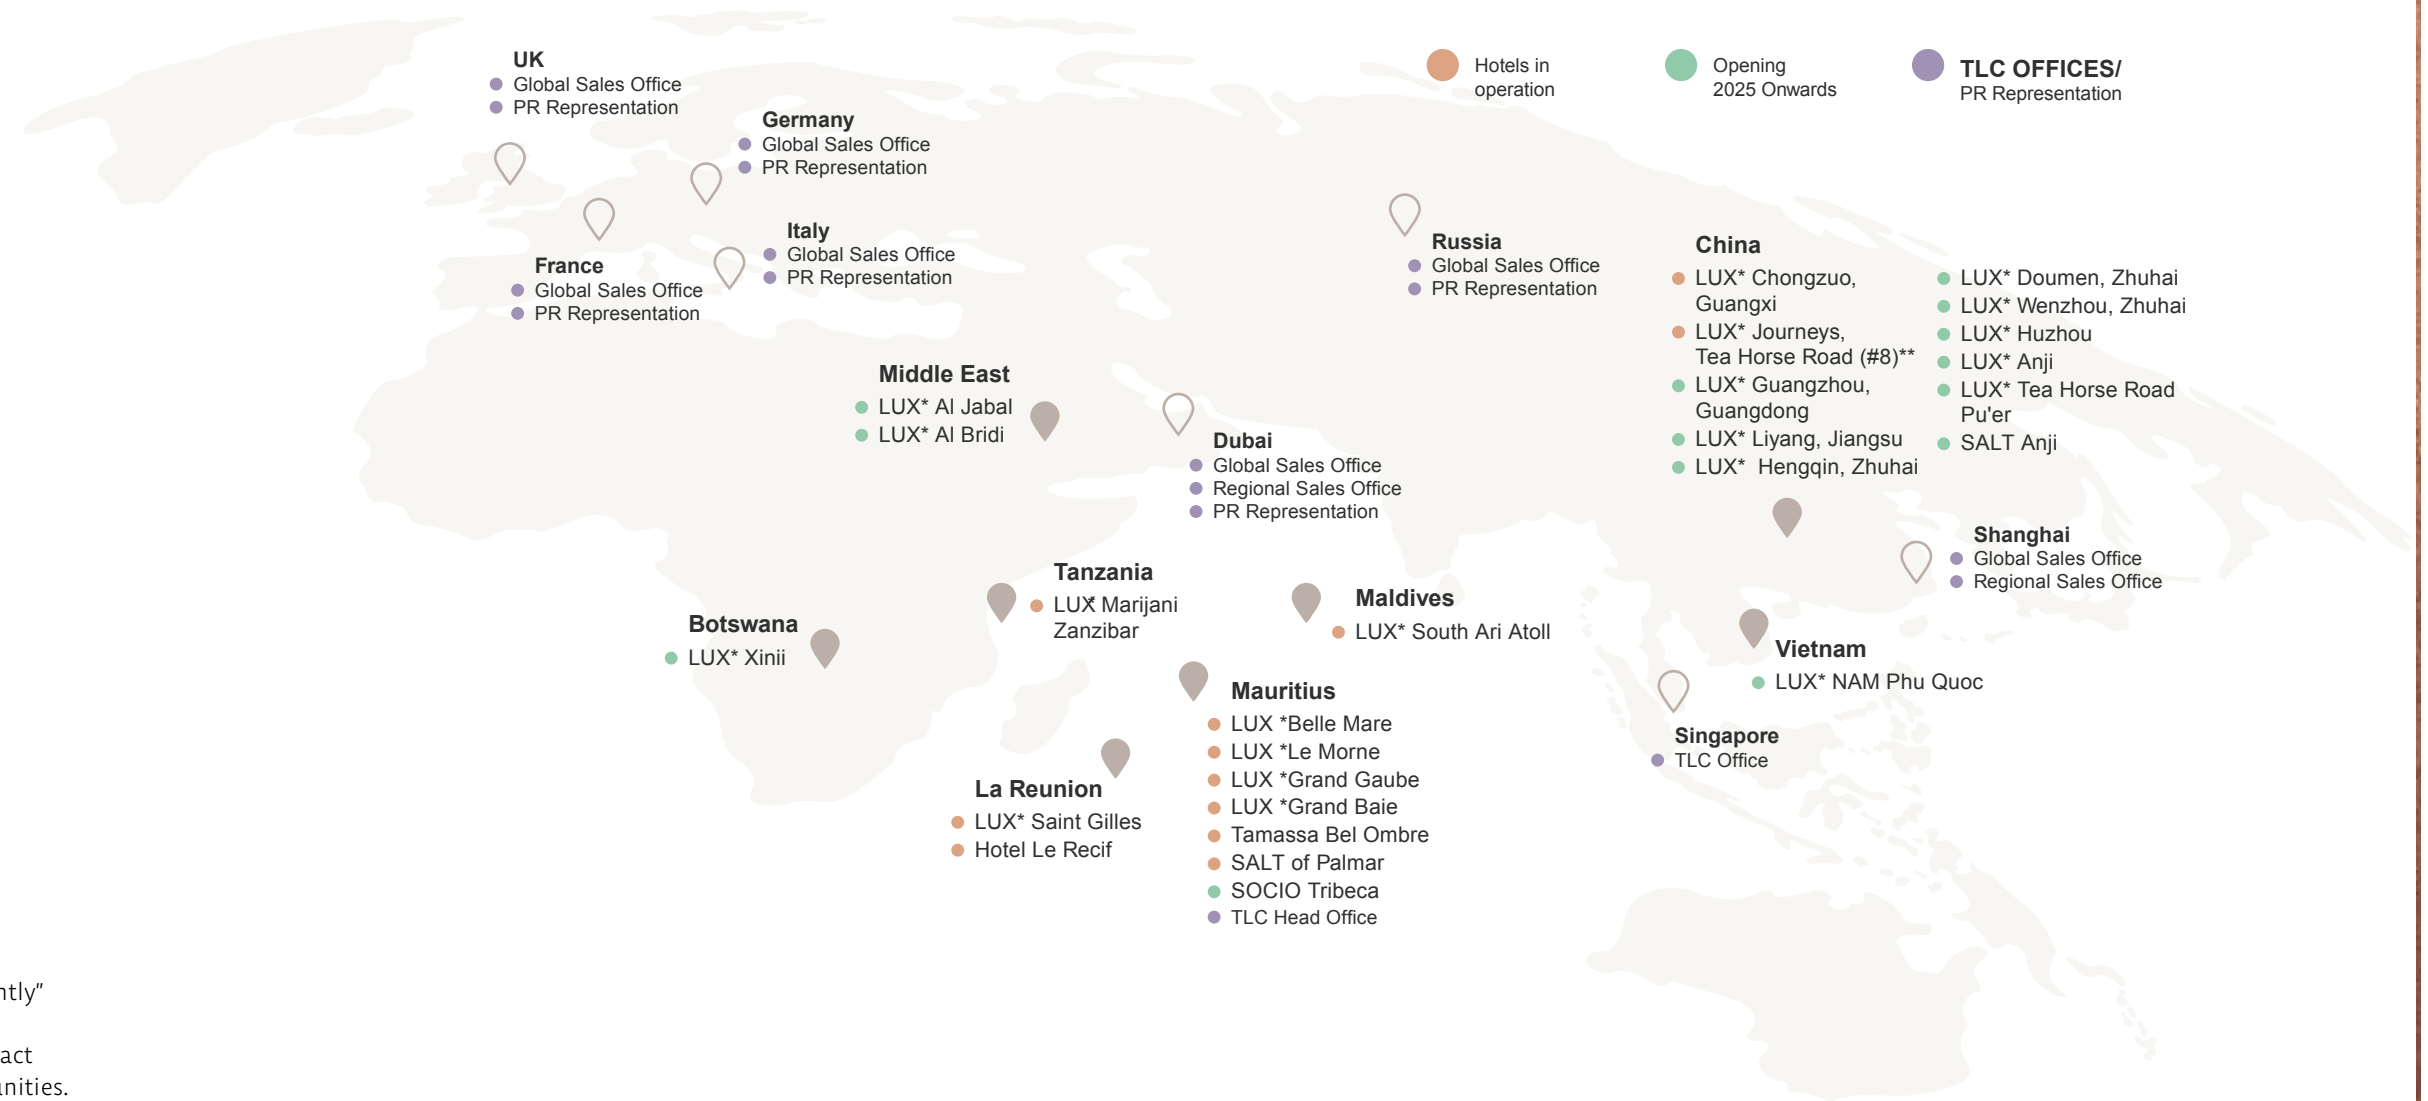 UK
Global Sales Office
PR Representation
Germany
Global Sales Office
PR Representation
Italy
Global Sales Office
PR Representation
France
Global Sales Office
PR Representation
Hotels in
operation
Opening
2025 Onwards
TLC OFFICES/
PR Representation
Russia
Global Sales Office
PR Representation
China
LUX* Chongzuo,
Guangxi
LUX* Journeys,
Tea Horse Road (#8)**
LUX* Guangzhou,
Guangdong
LUX* Liyang, Jiangsu
LUX* Hengqin, Zhuhai
LUX* Doumen, Zhuhai
LUX* Wenzhou, Zhuhai
LUX* Huzhou
LUX* Anji
LUX* Tea Horse Road
Pu'er
SALT Anji
Middle East
LUX* Al Jabal
LUX* Al Bridi
Dubai
Global Sales Office
Regional Sales Office
PR Representation
Shanghai
Global Sales Office
Regional Sales Office
Tanzania
LUX* Marijani
Zanzibar
Maldives
LUX* South Ari Atoll
Botswana
LUX* Xinii
Vietnam
LUX* NAM Phu Quoc
Mauritius
LUX *Belle Mare
LUX *Le Morne
LUX *Grand Gaube
LUX *Grand Baie
Tamassa Bel Ombre
SALT of Palmar
SOCIO Tribeca
TLC Head Office
Singapore
TLC Office
La Reunion
LUX* Saint Gilles
Hotel Le Recif
ntly"
act
nities.